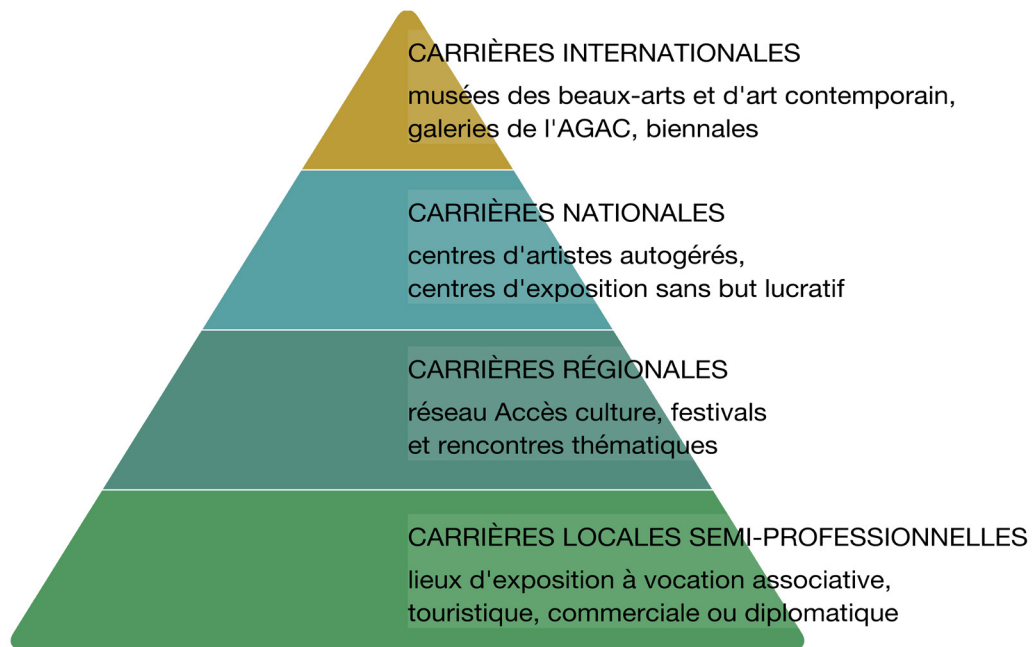 CARRIÈRES INTERNATIONALES
musées des beaux-arts et d'art contemporain,
galeries de l'AGAC, biennales
CARRIÈRES NATIONALES
centres d'artistes autogérés,
centres d'exposition sans but lucratif
CARRIÈRES RÉGIONALES
réseau Accès culture, festivals
et rencontres thématiques
CARRIÈRES LOCALES SEMI-PROFESSIONNELLES
lieux d'exposition à vocation associative,
touristique, commerciale ou diplomatique